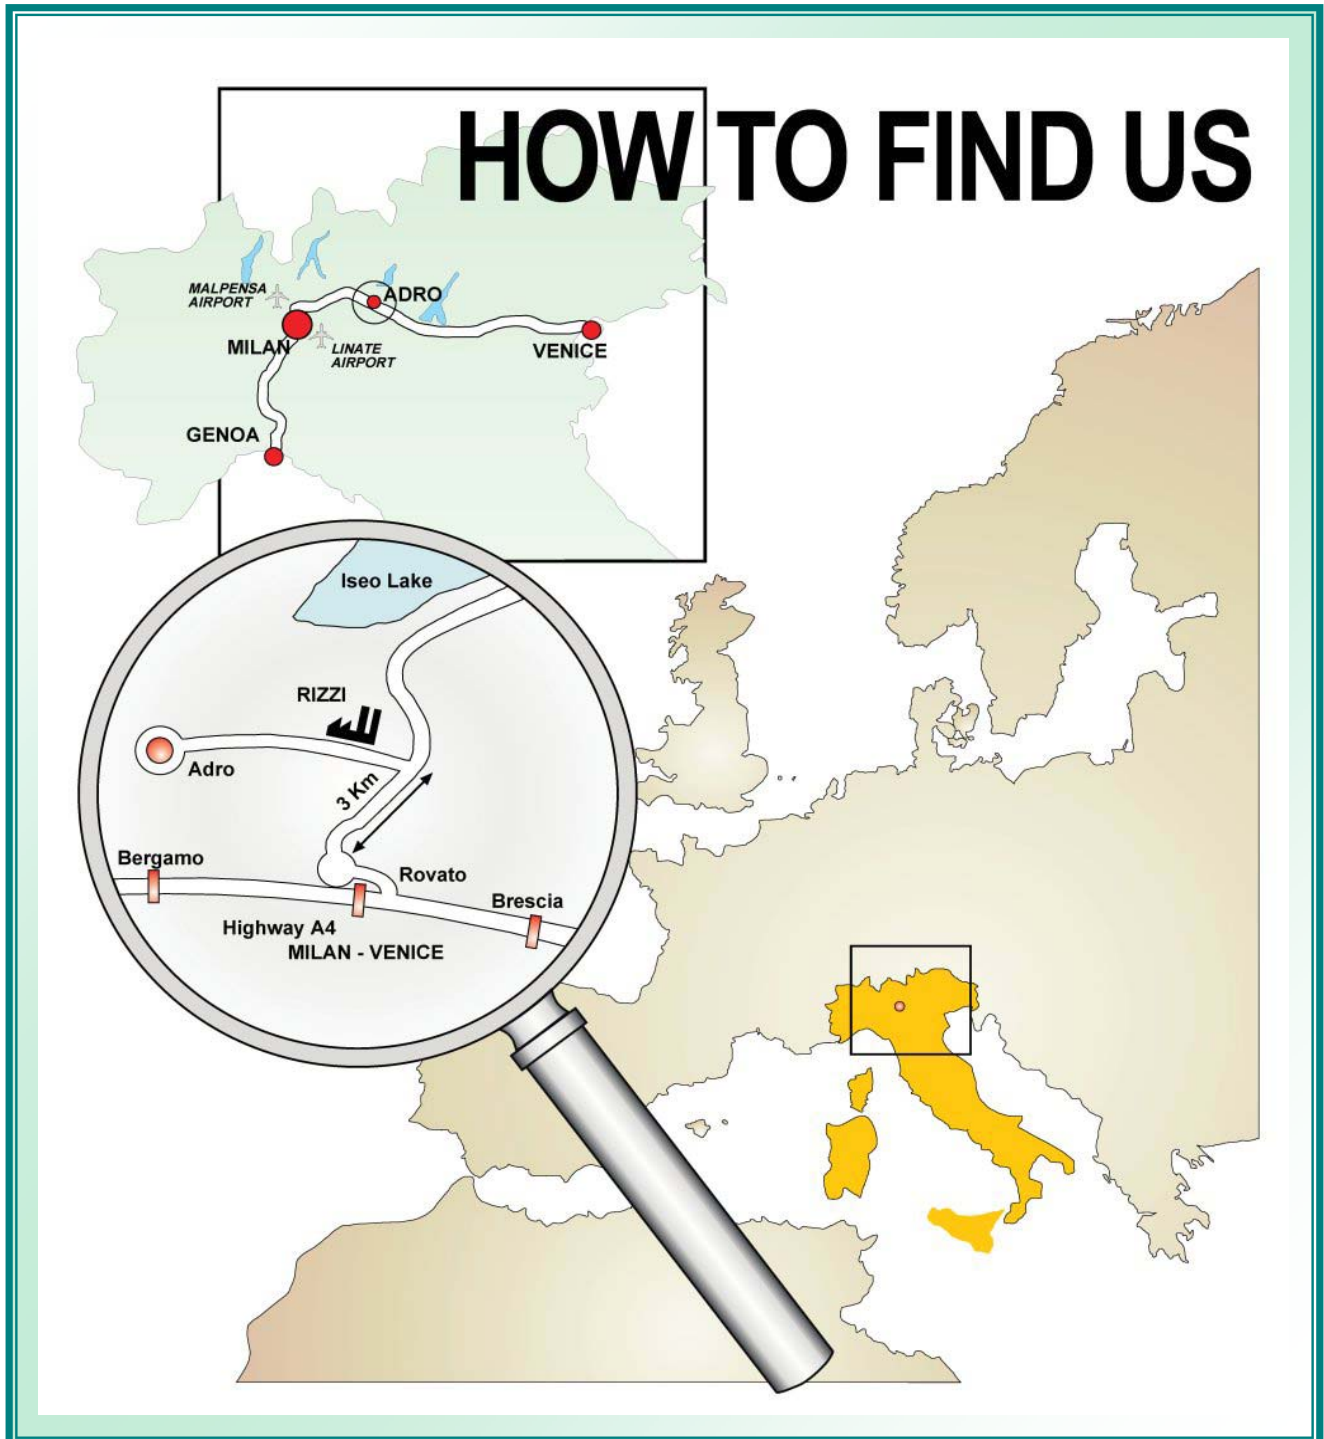 HOW TO FIND US
MALPENSA
AIRPORT
ADRO
MILAN
LINATE
AIRPORT
VENICE
GENOA
Iseo Lake
RIZZI
Adro
3 Km
Bergamo
Rovato
Brescia
Highway A4
MILAN - VENICE